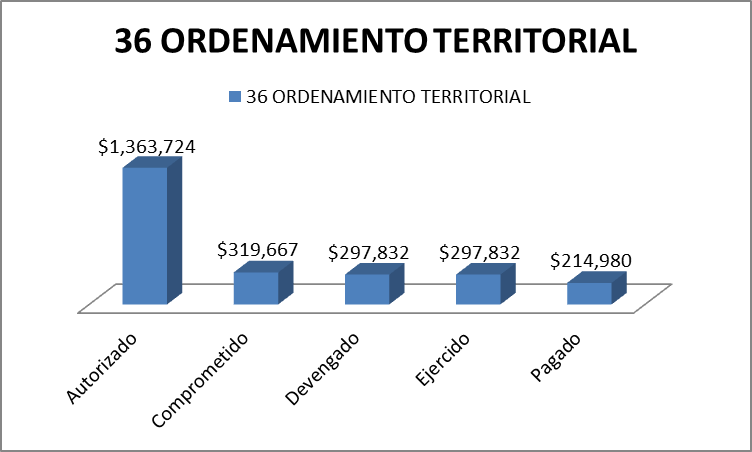 36 ORDENAMIENTO TERRITORIAL
36 ORDENAMIENTO TERRITORIAL
$1,363,724
$319,667
$297,832
$297,832
$214,980
Autorizado
Comprometido
Devengado
Ejercido
Pagado